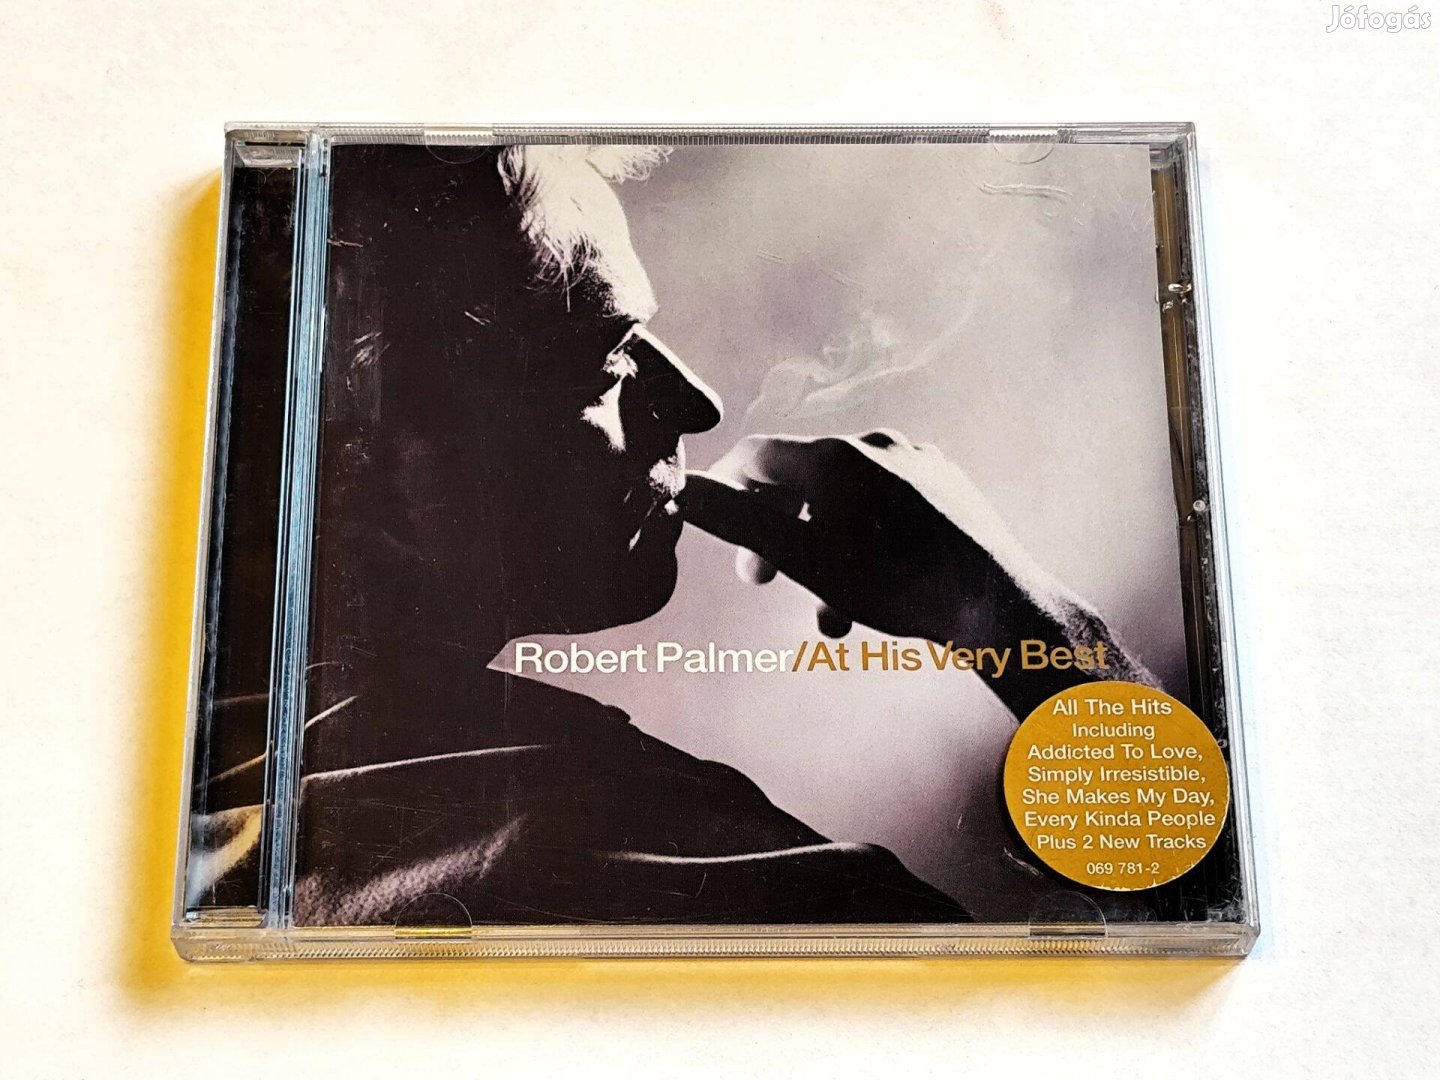 Jófogás
Robert Palmer/At His Very Best
All The Hits
Including
Addicted To Love,
Simply Irresistible,
She Makes My Day,
Every Kinda People
Plus 2 New Tracks
069 781-2